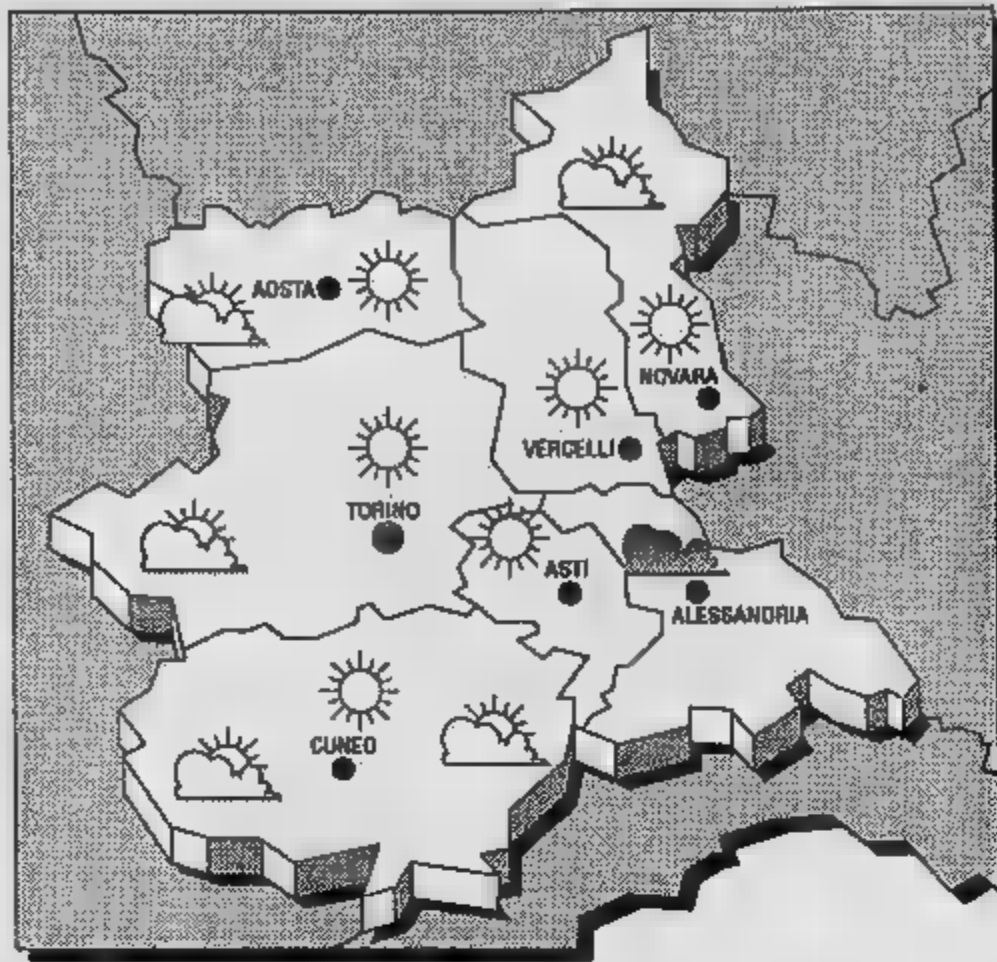 AOSTA
NOVARA
VERCELLI
TORINO
ASTI
ALESSANDRIA
CUNEO